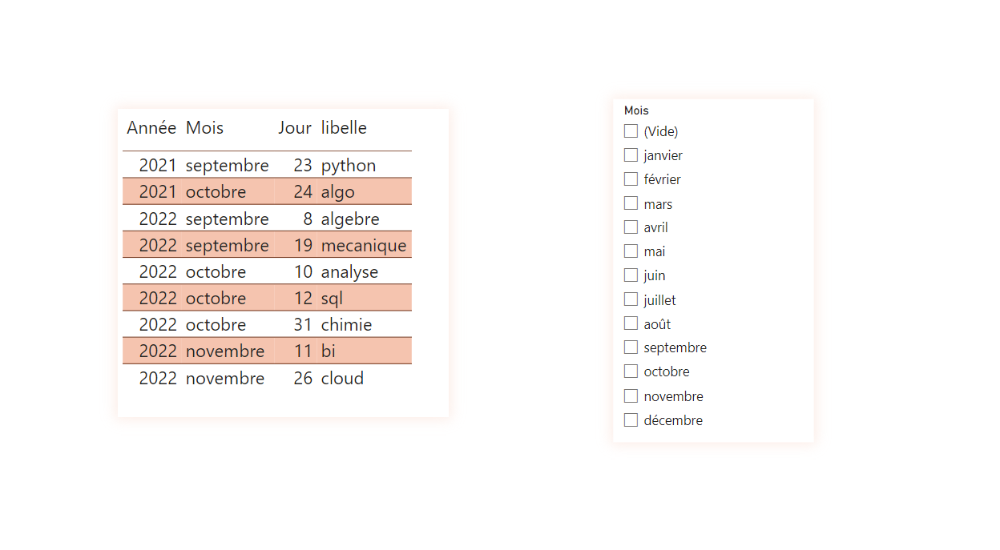 Année Mois Jour libelle
2021 septembre 23 python
2021 octobre 24 algo
2022 septembre 8 algebre
2022 septembre 19 mecanique
2022 octobre 10 analyse
2022 octobre 12 sql
2022 octobre 31 chimie
2022 novembre 11 bi
2022 novembre 26 cloud
Mois
(Vide)
janvier
février
mars
avril
mai
juin
juillet
août
septembre
octobre
novembre
décembre